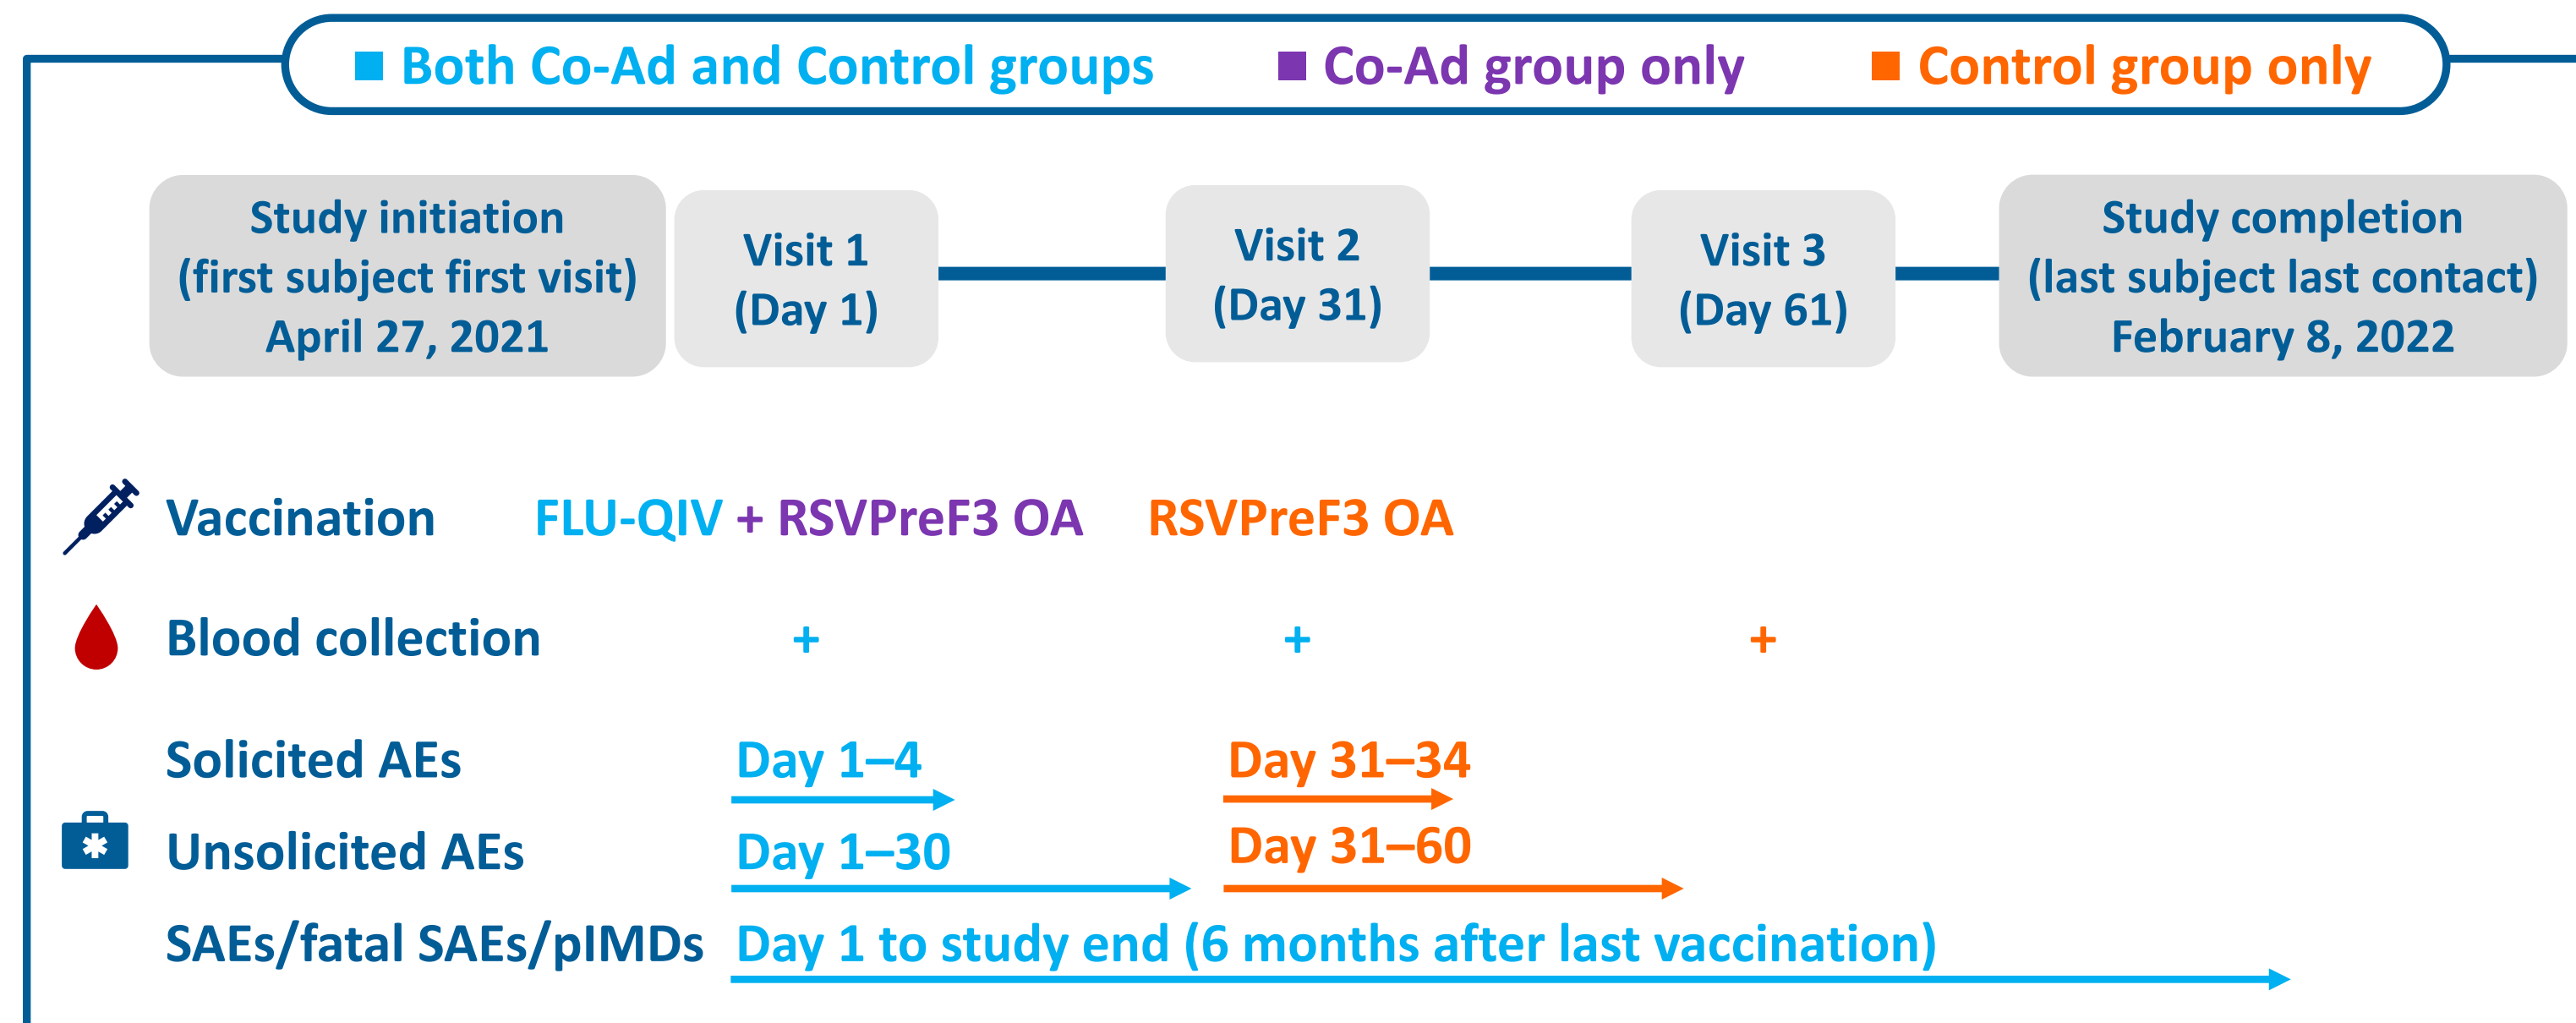 ■ Both Co-Ad and Control groups ■ Co-Ad group only ■ Control group only
Study initiation
(first subject first visit)
April 27, 2021
Visit 1
(Day 1)
Visit 2
(Day 31)
Visit 3
(Day 61)
Study completion
(last subject last contact)
February 8, 2022
Vaccination FLU-QIV + RSVPreF3 OA RSVPreF3 OA
Blood collection + + +
Solicited AEs Day 1–4 Day 31–34
Unsolicited AEs Day 1–30 Day 31–60
SAEs/fatal SAEs/pIMDs Day 1 to study end (6 months after last vaccination)